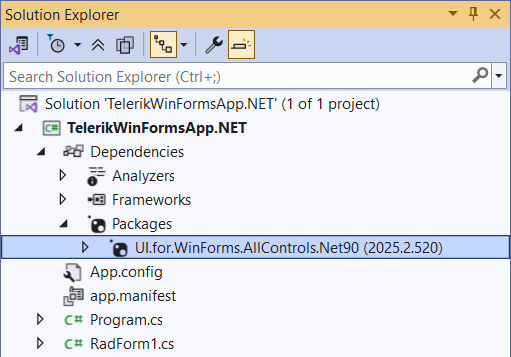 Solution Explorer
Search Solution Explorer (Ctrl+;)
Solution 'TelerikWinFormsApp.NET' (1 of 1 project)
C# TelerikWinFormsApp.NET
Dependencies
Analyzers
Frameworks
Packages
UI.for.WinForms.AllControls.Net90 (2025.2.520)
App.config
app.manifest
C# Program.cs
C# RadForm1.cs